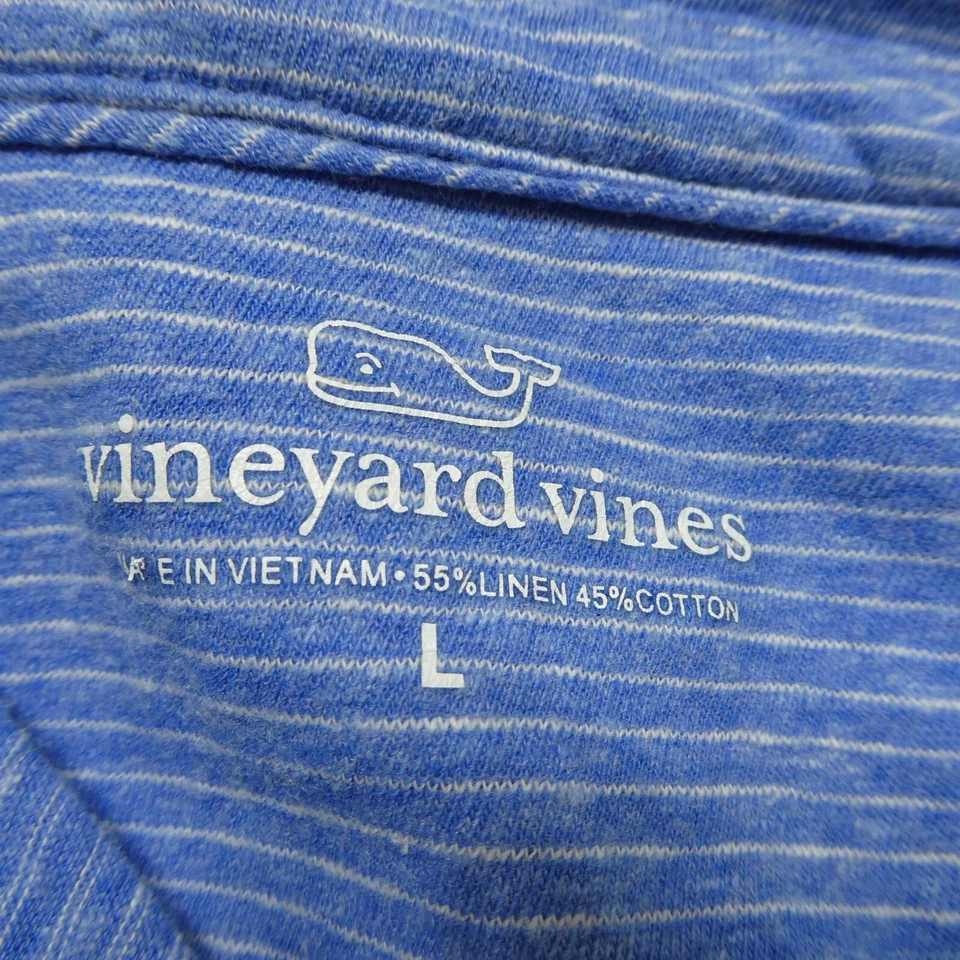 vineyard vines
E IN VIETNAM • 55%LINEN 45%COTTON
L